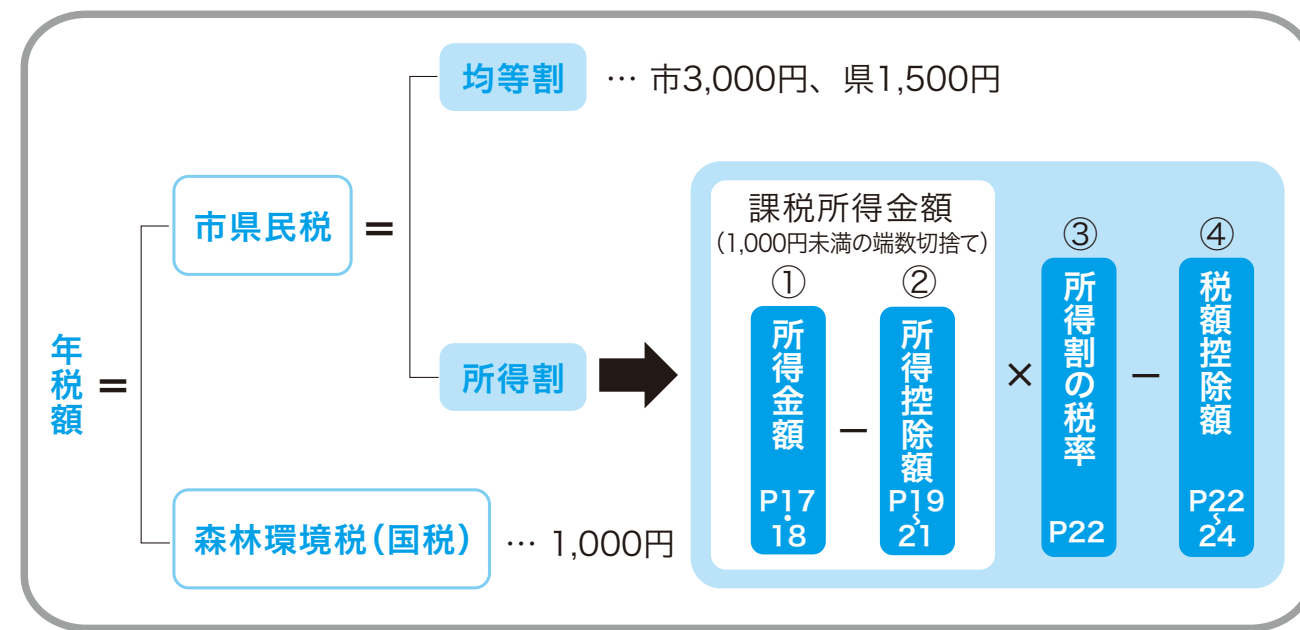 年税額
=
市県民税
=
均等割 … 市3,000円、県1,500円
所得割
課税所得金額
(1,000円未満の端数切捨て)
①
所得金額
P17・18
−
②
所得控除額
P19〜21
×
③
所得割の税率
P22
−
④
税額控除額
P22〜24
森林環境税(国税) … 1,000円